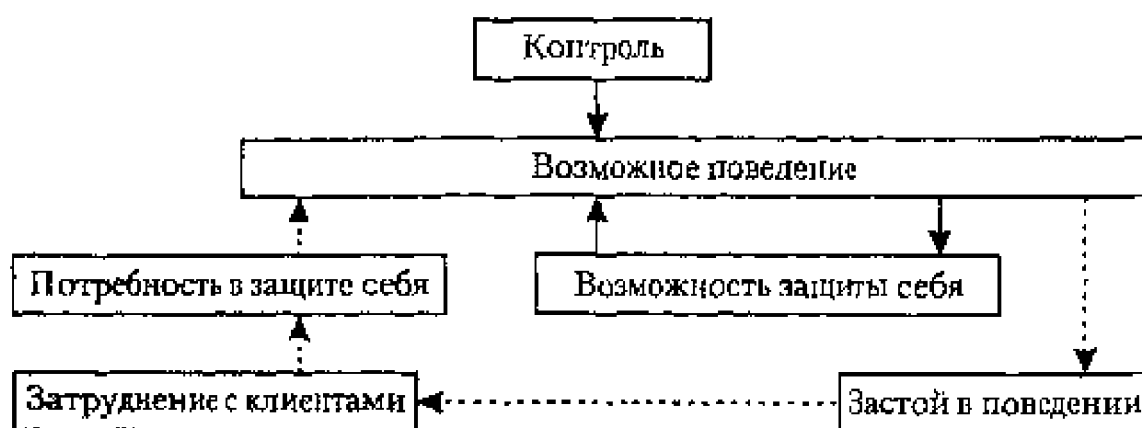 Контроль
Возможное поведение
Потребность в защите себя
Возможность защиты себя
Затруднение с клиентами
Застой в поведении